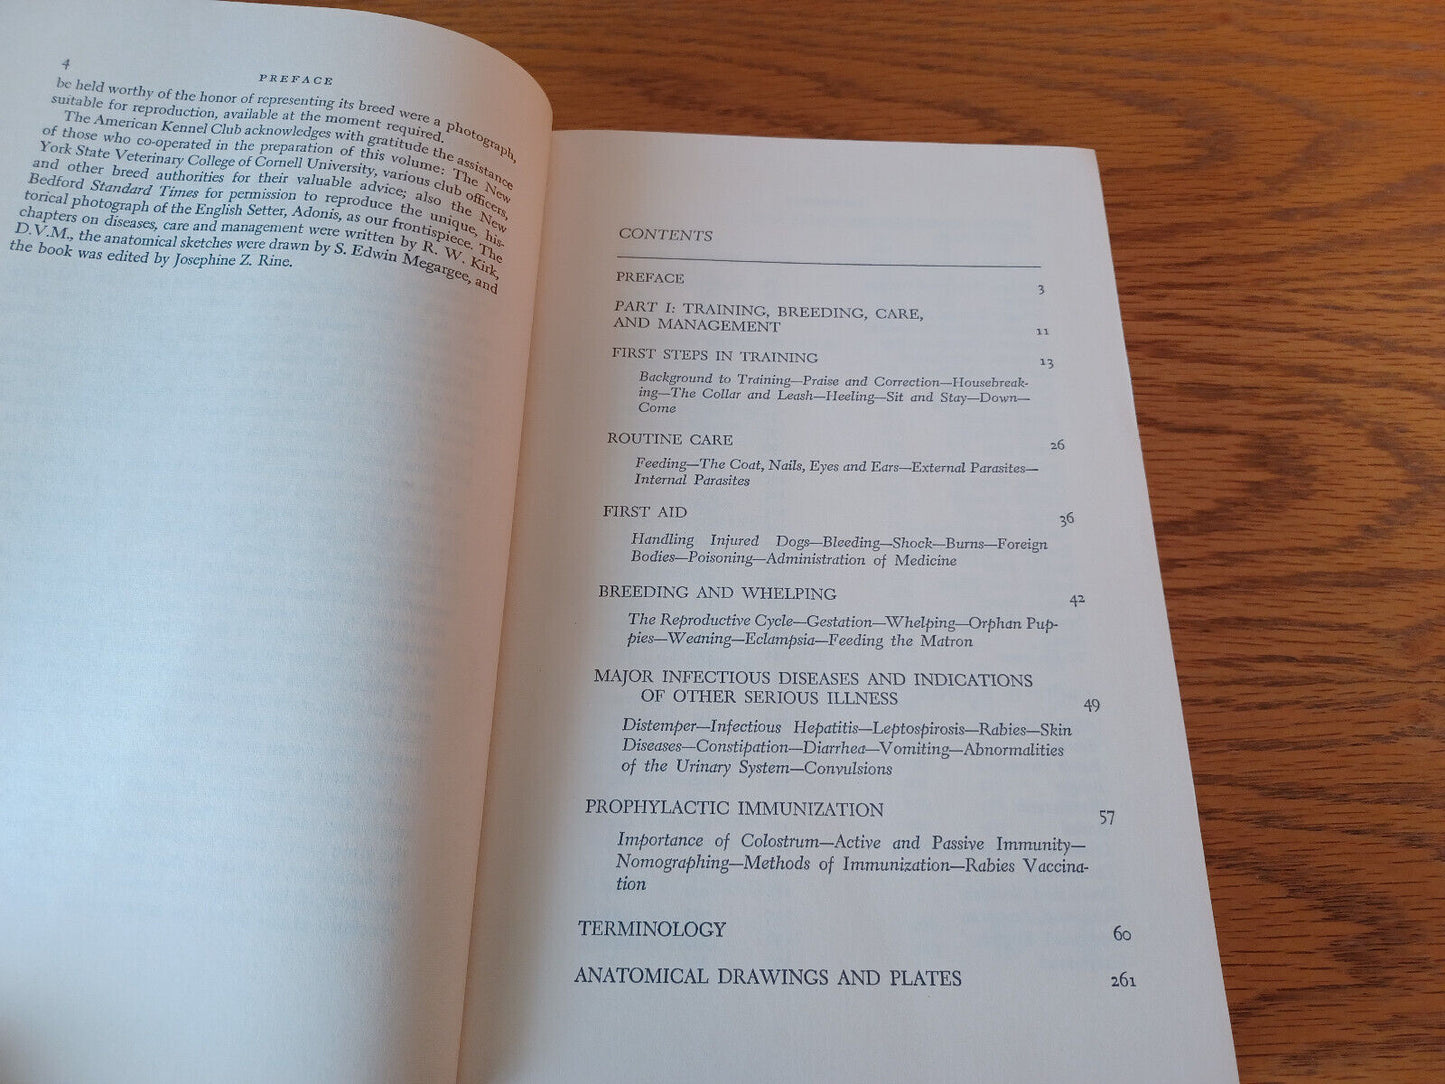 4
PREFACE
be held worthy of the honor of representing its breed were a photograph,
suitable for reproduction, available at the moment required.
The American Kennel Club acknowledges with gratitude the assistance
of those who co-operated in the preparation of this volume: The New
York State Veterinary College of Cornell University, various club officers,
and other breed authorities for their valuable advice; also the New
Bedford Standard Times for permission to reproduce the unique, his-
torical photograph of the English Setter, Adonis, as our frontispiece. The
chapters on diseases, care and management were written by R. W. Kirk,
D.V.M., the anatomical sketches were drawn by S. Edwin Megargee, and
the book was edited by Josephine Z. Rine.
CONTENTS
PREFACE 3
PART I: TRAINING, BREEDING, CARE,
AND MANAGEMENT 11
FIRST STEPS IN TRAINING 13
Background to Training—Praise and Correction—Housebreak-
ing—The Collar and Leash—Heeling—Sit and Stay—Down—
Come
ROUTINE CARE 26
Feeding—The Coat, Nails, Eyes and Ears—External Parasites—
Internal Parasites
FIRST AID 36
Handling Injured Dogs—Bleeding—Shock—Burns—Foreign
Bodies—Poisoning—Administration of Medicine
BREEDING AND WHELPING 42
The Reproductive Cycle—Gestation—Whelping—Orphan Pup-
pies—Weaning—Eclampsia—Feeding the Matron
MAJOR INFECTIOUS DISEASES AND INDICATIONS
OF OTHER SERIOUS ILLNESS 49
Distemper—Infectious Hepatitis—Leptospirosis—Rabies—Skin
Diseases—Constipation—Diarrhea—Vomiting—Abnormalities
of the Urinary System—Convulsions
PROPHYLACTIC IMMUNIZATION 57
Importance of Colostrum—Active and Passive Immunity—
Nomographing—Methods of Immunization—Rabies Vaccina-
tion
TERMINOLOGY 60
ANATOMICAL DRAWINGS AND PLATES 261